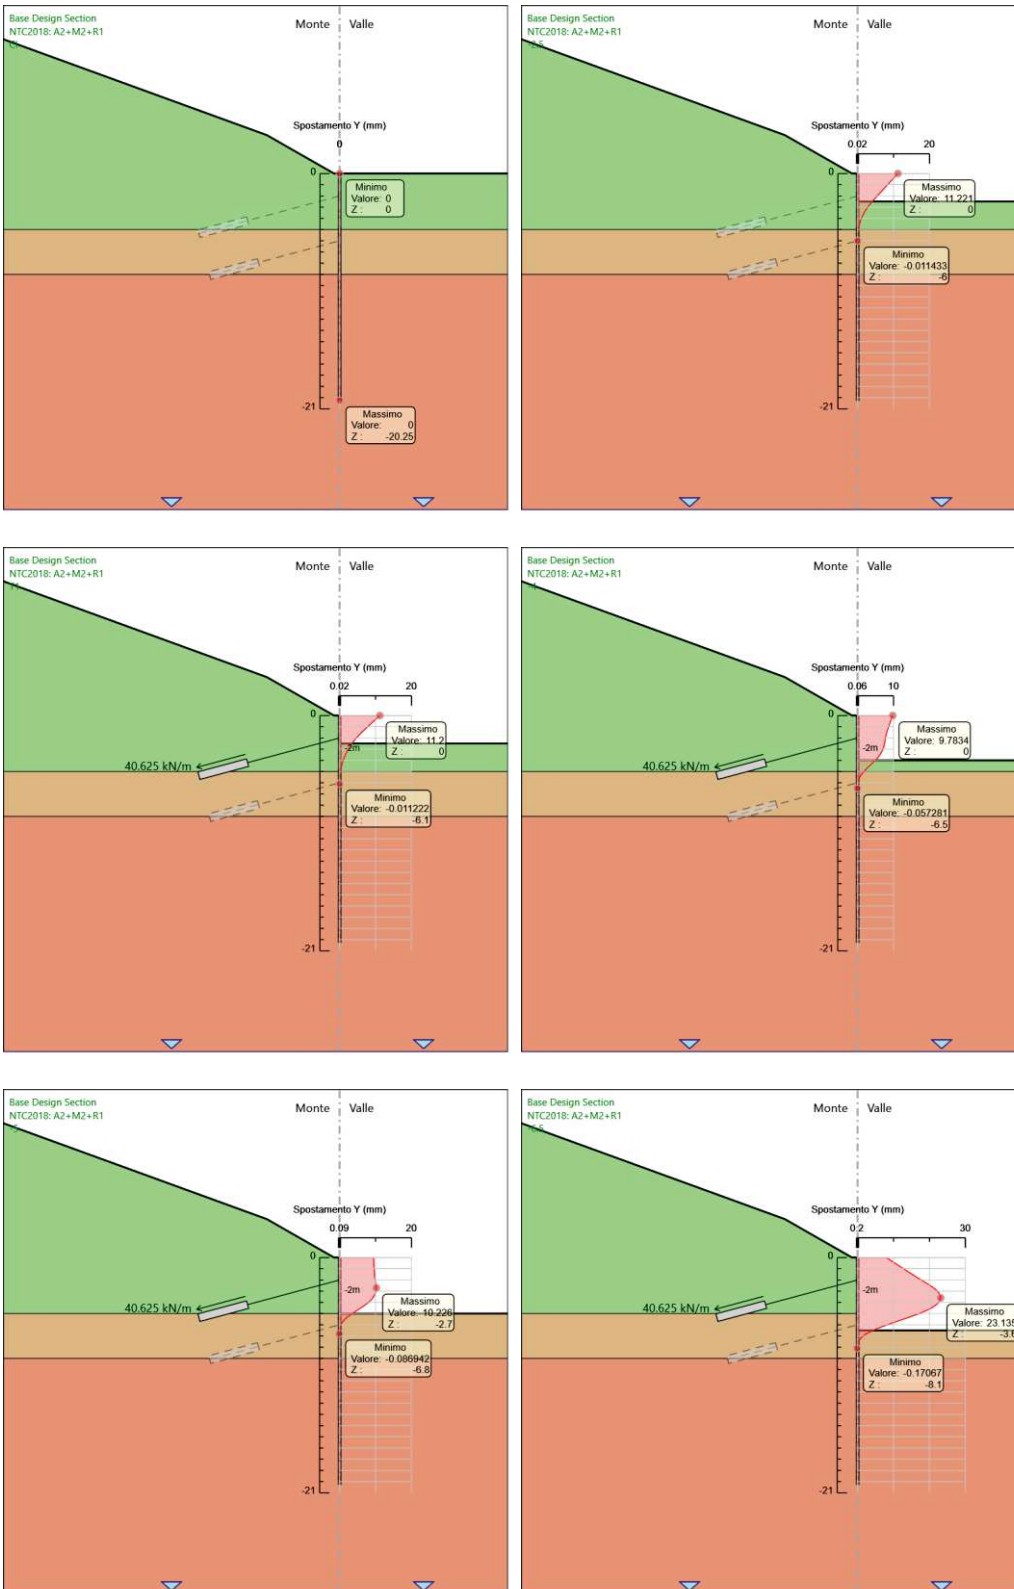 Base Design Section
NTC2018: A2+M2+R1
Monte Valle
Spostamento Y (mm)
0
0
Minimo
Valore: 0
Z : 0
-21
Massimo
Valore: 0
Z : -20.25
Base Design Section
NTC2018: A2+M2+R1
-2.5
Monte Valle
Spostamento Y (mm)
0.02 20
0
Massimo
Valore: 11.221
Z : 0
Minimo
Valore: -0.011433
Z : -6
-21
Base Design Section
NTC2018: A2+M2+R1
Monte Valle
Spostamento Y (mm)
0.02 20
0
Massimo
Valore: 11.2
Z : 0
-2m
40.625 kN/m
Minimo
Valore: -0.011222
Z : -6.1
-21
Base Design Section
NTC2018: A2+M2+R1
-4
Monte Valle
Spostamento Y (mm)
0.06 10
0
Massimo
Valore: 9.7834
Z : 0
-2m
40.625 kN/m
Minimo
Valore: -0.057281
Z : -6.5
-21
Base Design Section
NTC2018: A2+M2+R1
-5
Monte Valle
Spostamento Y (mm)
0.09 20
0
-2m
Massimo
Valore: 10.226
Z : -2.7
40.625 kN/m
Minimo
Valore: -0.086942
Z : -6.8
-21
Base Design Section
NTC2018: A2+M2+R1
-6.5
Monte Valle
Spostamento Y (mm)
0.2 30
0
-2m
40.625 kN/m
Massimo
Valore: 23.135
Z : -3.6
Minimo
Valore: -0.17067
Z : -8.1
-21